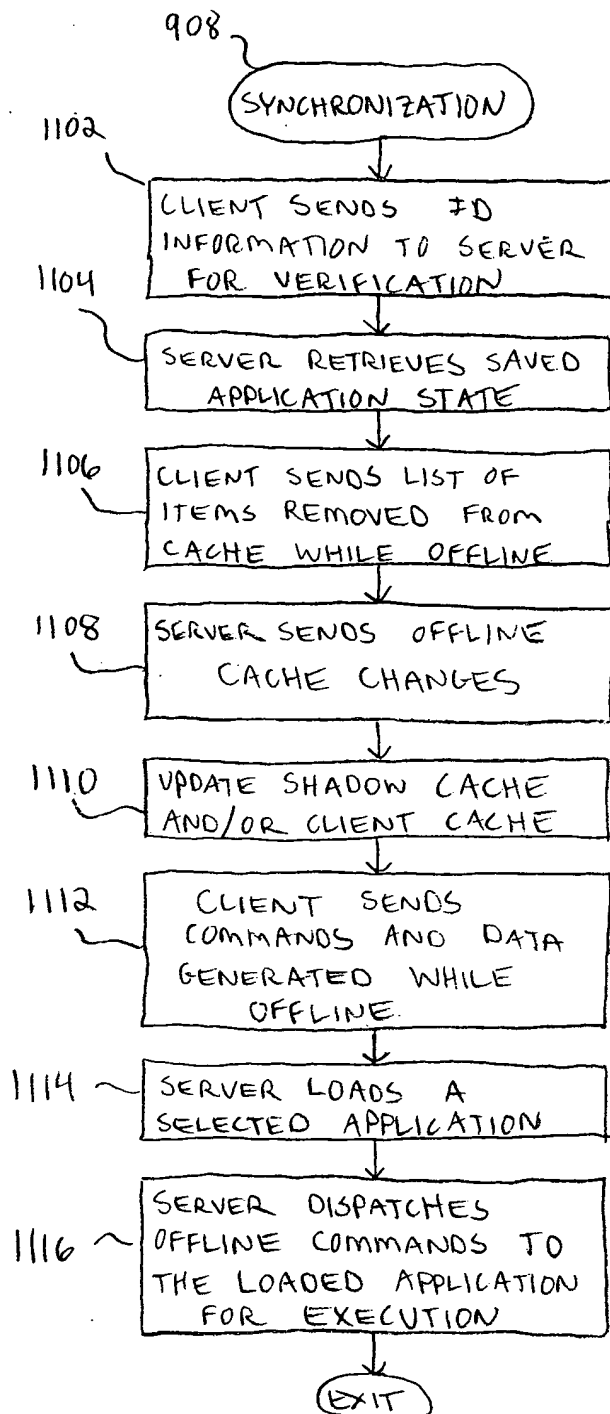 908
SYNCHRONIZATION
1102
CLIENT SENDS ID
INFORMATION TO SERVER
FOR VERIFICATION
1104
SERVER RETRIEVES SAVED
APPLICATION STATE
1106
CLIENT SENDS LIST OF
ITEMS REMOVED FROM
CACHE WHILE OFFLINE
1108
SERVER SENDS OFFLINE
CACHE CHANGES
1110
UPDATE SHADOW CACHE
AND/OR CLIENT CACHE
1112
CLIENT SENDS
COMMANDS AND DATA
GENERATED WHILE
OFFLINE.
1114
SERVER LOADS A
SELECTED APPLICATION
1116
SERVER DISPATCHES
OFFLINE COMMANDS TO
THE LOADED APPLICATION
FOR EXECUTION
EXIT